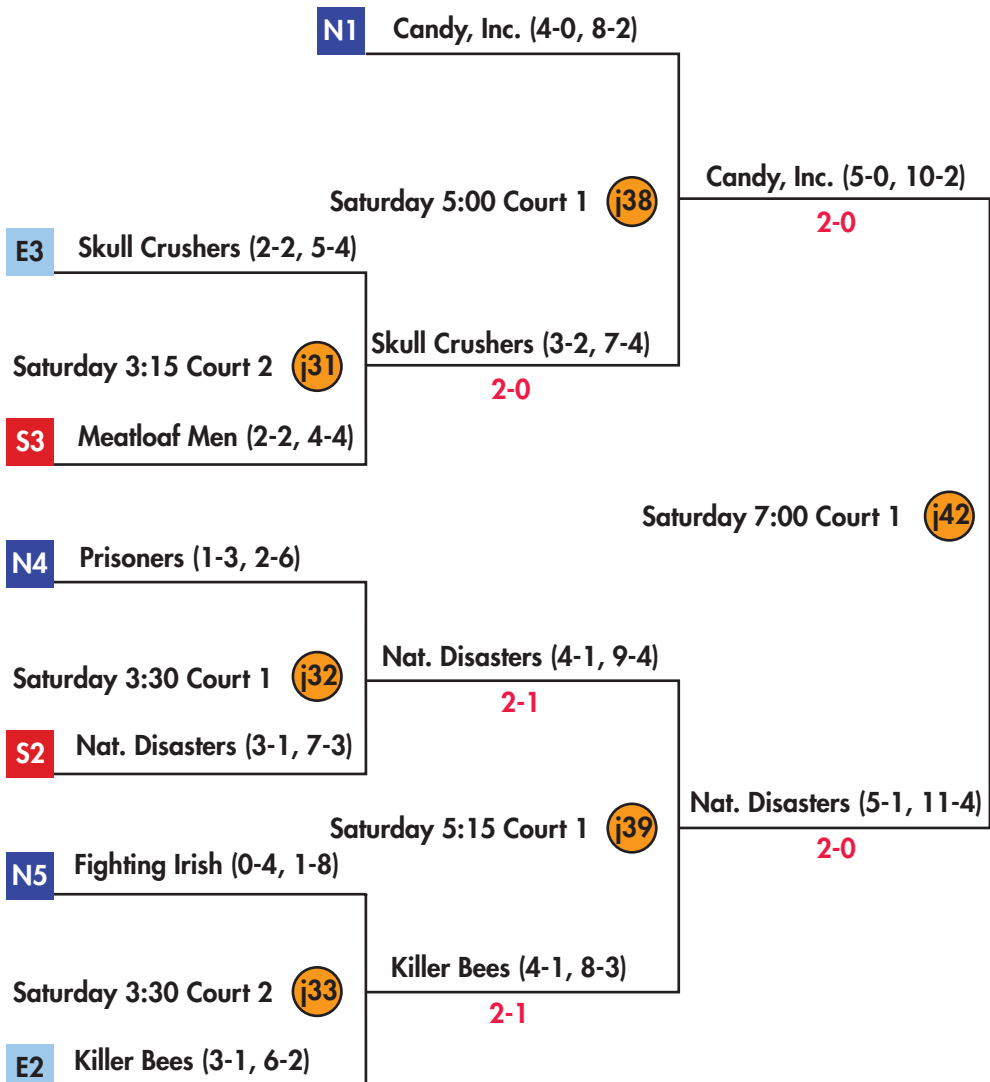 N1 Candy, Inc. (4-0, 8-2)
Candy, Inc. (5-0, 10-2)
Saturday 5:00 Court 1 j38
2-0
E3 Skull Crushers (2-2, 5-4)
Skull Crushers (3-2, 7-4)
Saturday 3:15 Court 2 j31
2-0
S3 Meatloaf Men (2-2, 4-4)
Saturday 7:00 Court 1 j42
N4 Prisoners (1-3, 2-6)
Nat. Disasters (4-1, 9-4)
Saturday 3:30 Court 1 j32
2-1
S2 Nat. Disasters (3-1, 7-3)
Nat. Disasters (5-1, 11-4)
Saturday 5:15 Court 1 j39
2-0
N5 Fighting Irish (0-4, 1-8)
Killer Bees (4-1, 8-3)
Saturday 3:30 Court 2 j33
2-1
E2 Killer Bees (3-1, 6-2)